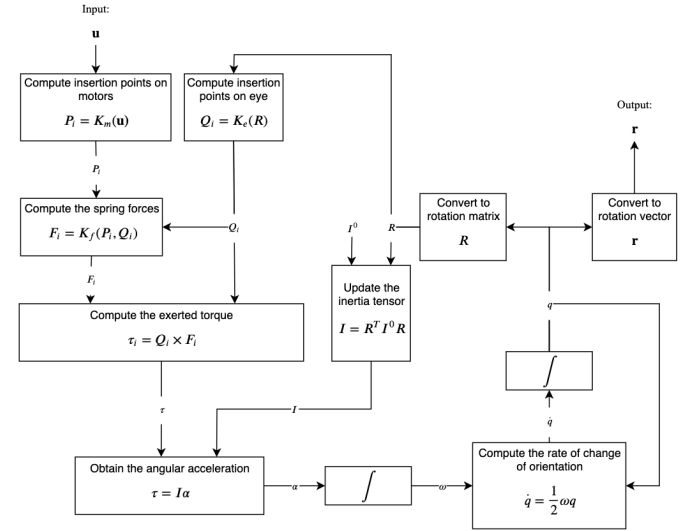 Input:
u
Compute insertion points on
motors
P_i = K_m(u)
Compute insertion
points on eye
Q_i = K_e(R)
Output:
r
P_i
Compute the spring forces
F_i = K_f(P_i, Q_i)
Q_i
I^0
R
Convert to
rotation matrix
R
Convert to
rotation vector
r
F_i
Update the
inertia tensor
I = R^T I^0 R
Compute the exerted torque
τ_i = Q_i × F_i
q
∫
τ
I
q̇
Obtain the angular acceleration
τ = Iα
α
∫
ω
Compute the rate of change
of orientation
q̇ = 1/2 ωq